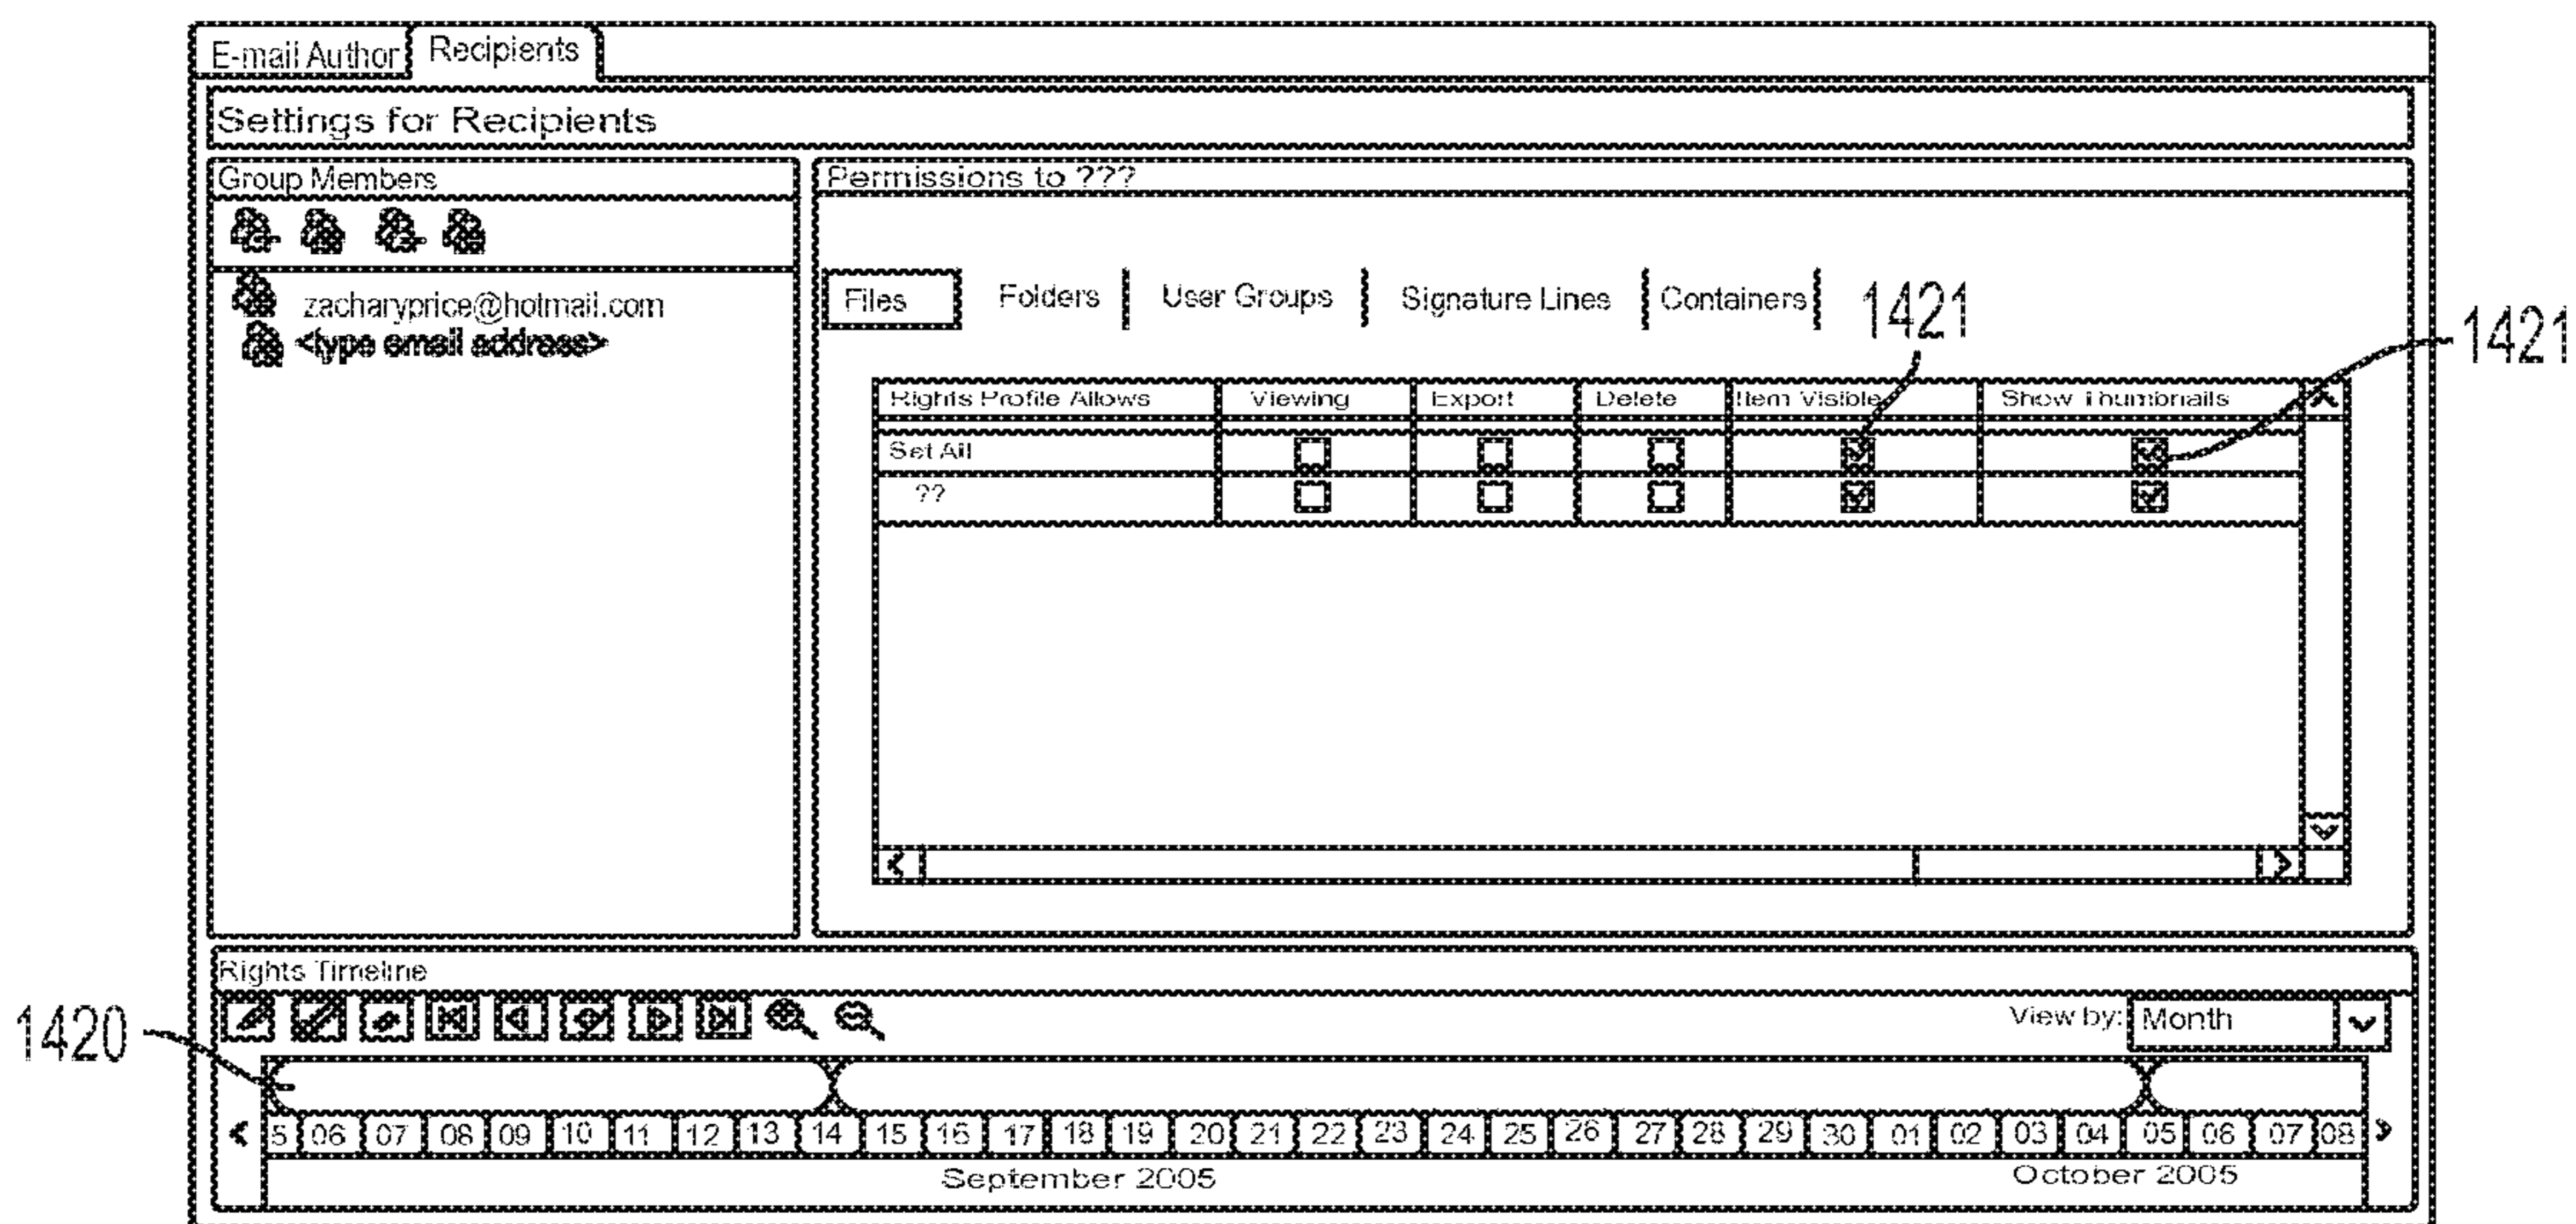 E-mail Author Recipients
Settings for Recipients
Group Members
Permissions to ???
zacharyprice@hotmail.com
<type email address>
Files Folders User Groups Signature Lines Containers 1421
1421
Rights Profile Allows Viewing Export Delete Item Visible Show Thumbnails
Set All
??
Rights Timeline
1420
View by: Month
5 06 07 08 09 10 11 12 13 14 15 16 17 18 19 20 21 22 23 24 25 26 27 28 29 30 01 02 03 04 05 06 07 08
September 2005 October 2005